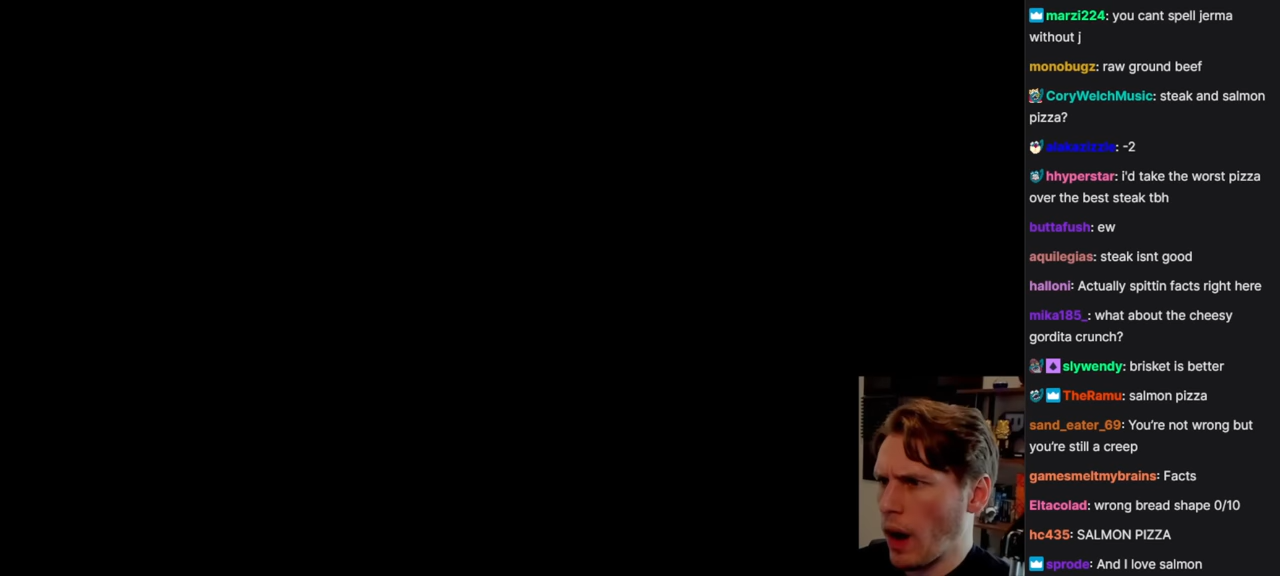 marzi224: you cant spell jerma
without j
monobugz: raw ground beef
CoryWelchMusic: steak and salmon
pizza?
: -2
hhyperstar: i'd take the worst pizza
over the best steak tbh
buttafush: ew
aquilegias: steak isnt good
halloni: Actually spittin facts right here
mika185_: what about the cheesy
gordita crunch?
slywendy: brisket is better
TheRamu: salmon pizza
sand_eater_69: You're not wrong but
you're still a creep
gamesmeltmybrains: Facts
Eltacolad: wrong bread shape 0/10
hc435: SALMON PIZZA
sprode: And I love salmon